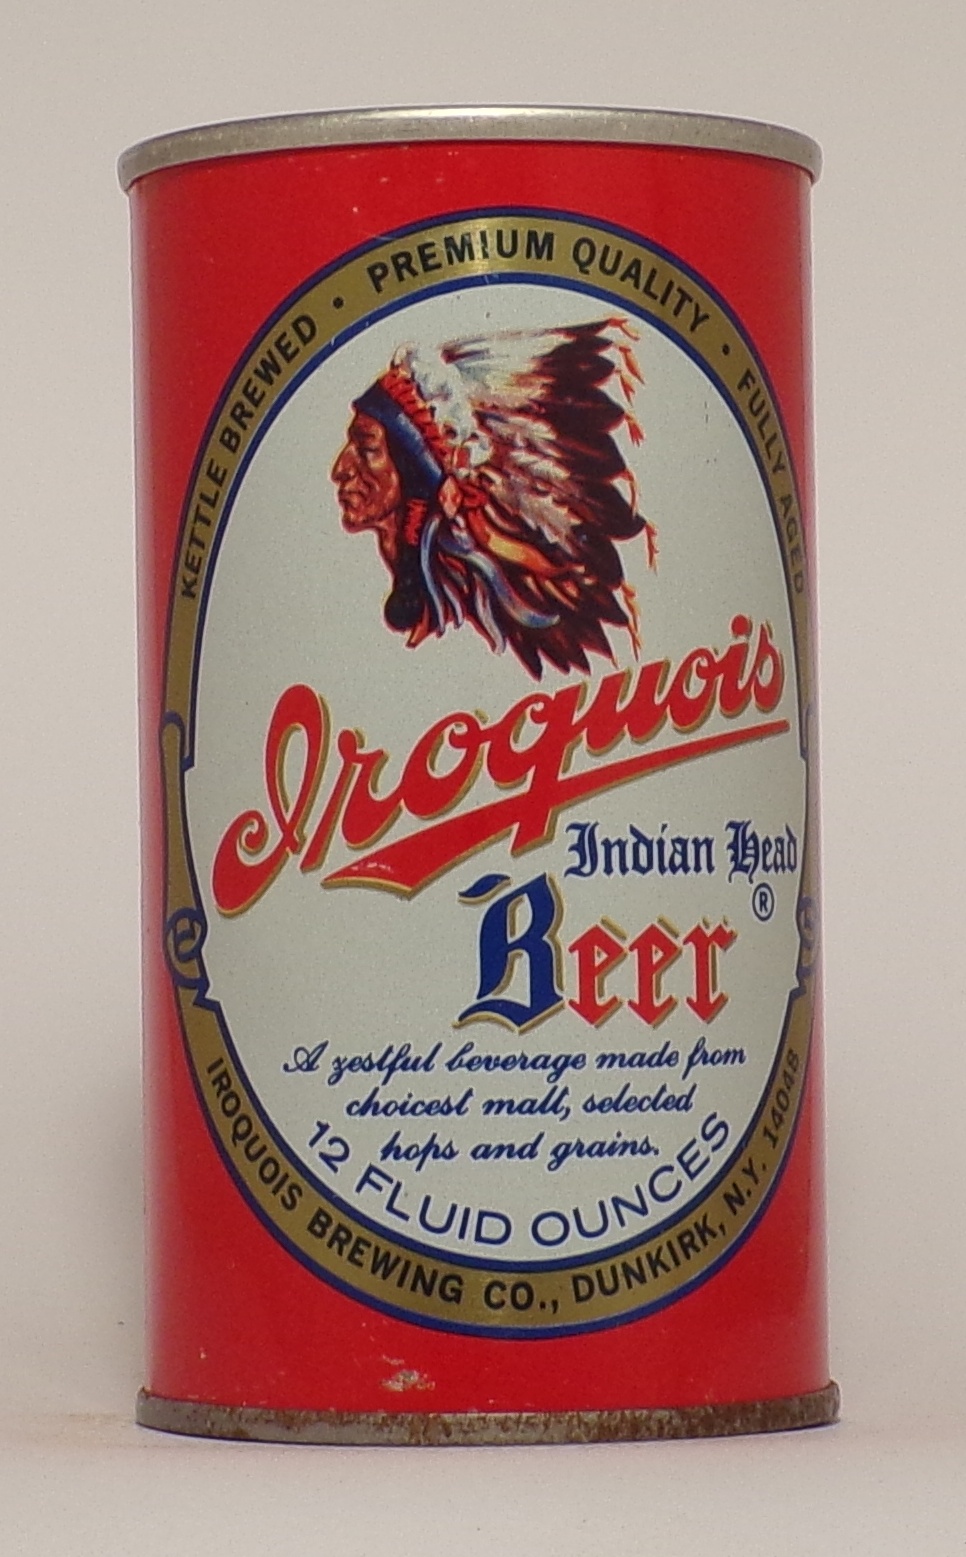 KETTLE BREWED • PREMIUM QUALITY • FULLY AGED
Iroquois
Indian Head
®
Beer
A zestful beverage made from
choicest malt, selected
hops and grains.
12 FLUID OUNCES
IROQUOIS BREWING CO., DUNKIRK, N.Y. 14048